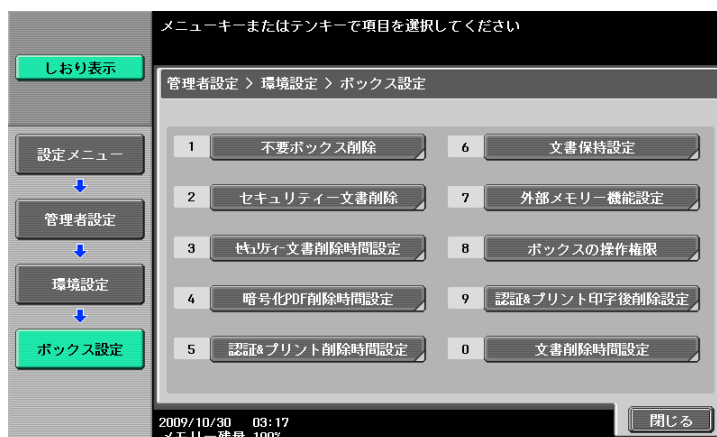 メニューキーまたはテンキーで項目を選択してください
しおり表示
管理者設定 > 環境設定 > ボックス設定
設定メニュー
管理者設定
環境設定
ボックス設定
1 不要ボックス削除
2 セキュリティー文書削除
3 ｾｷｭﾘﾃｨｰ文書削除時間設定
4 暗号化PDF削除時間設定
5 認証&プリント削除時間設定
6 文書保持設定
7 外部メモリー機能設定
8 ボックスの操作権限
9 認証&プリント印字後削除設定
0 文書削除時間設定
2009/10/30 03:17
メモリー残量 100%
閉じる